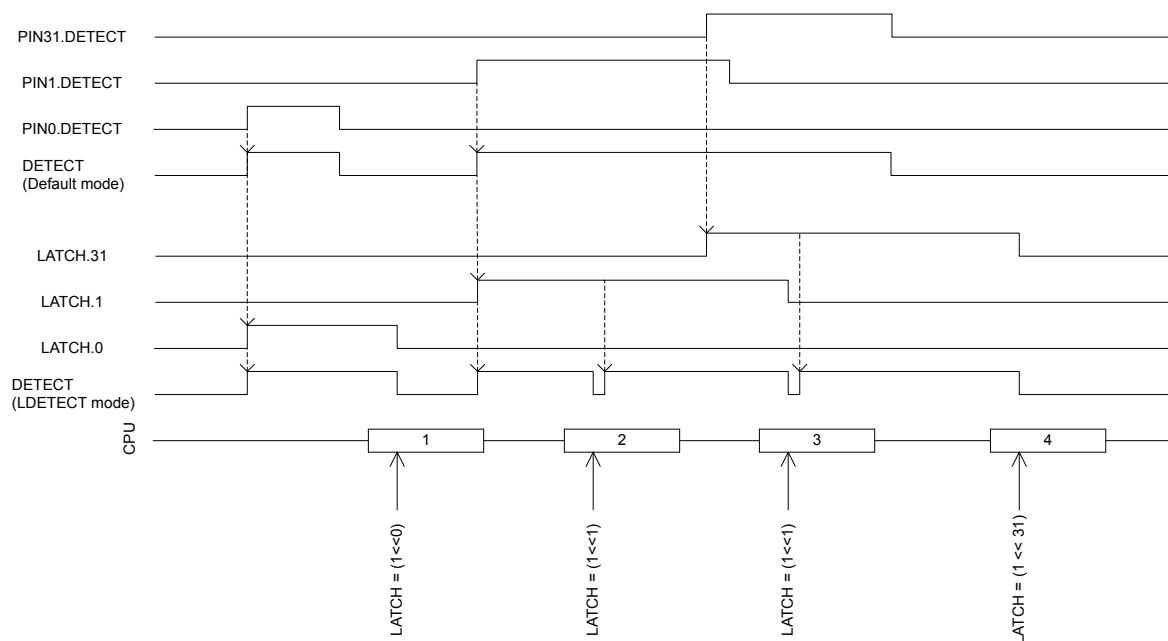 PIN31.DETECT
PIN1.DETECT
PIN0.DETECT
DETECT
(Default mode)
LATCH.31
LATCH.1
LATCH.0
DETECT
(LDETECT mode)
CPU
1
2
3
4
LATCH = (1<<0)
LATCH = (1<<1)
LATCH = (1<<1)
ATCH = (1 << 31)